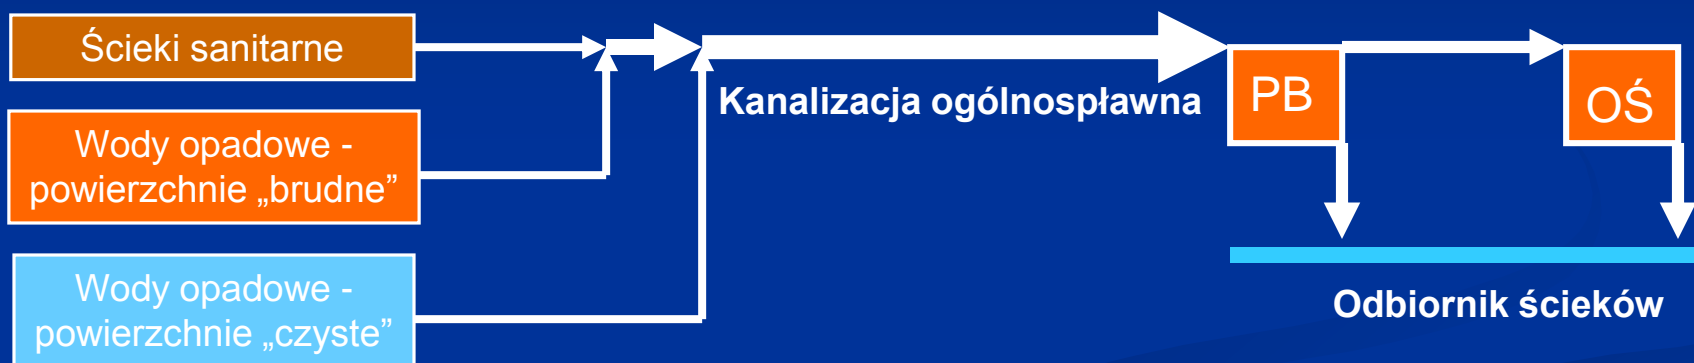 Ścieki sanitarne
Wody opadowe -
powierzchnie „brudne”
Wody opadowe -
powierzchnie „czyste”
Kanalizacja ogólnospławna
PB
OŚ
Odbiornik ścieków